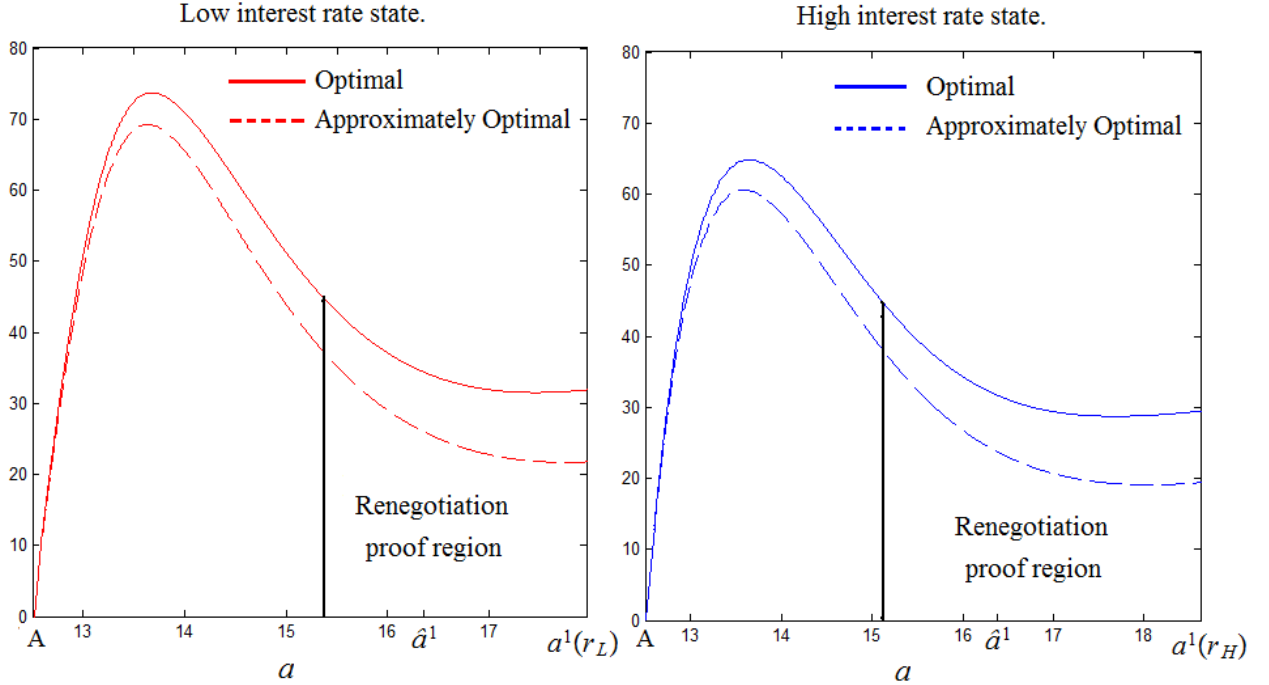 Low interest rate state.
80
70
60
50
40
30
20
10
0
Optimal
Approximately Optimal
Renegotiation
proof region
A
13
14
15
16
17
â¹
a¹(r_L)
a
High interest rate state.
80
70
60
50
40
30
20
10
0
Optimal
Approximately Optimal
Renegotiation
proof region
A
13
14
15
16
17
18
â¹
a¹(r_H)
a